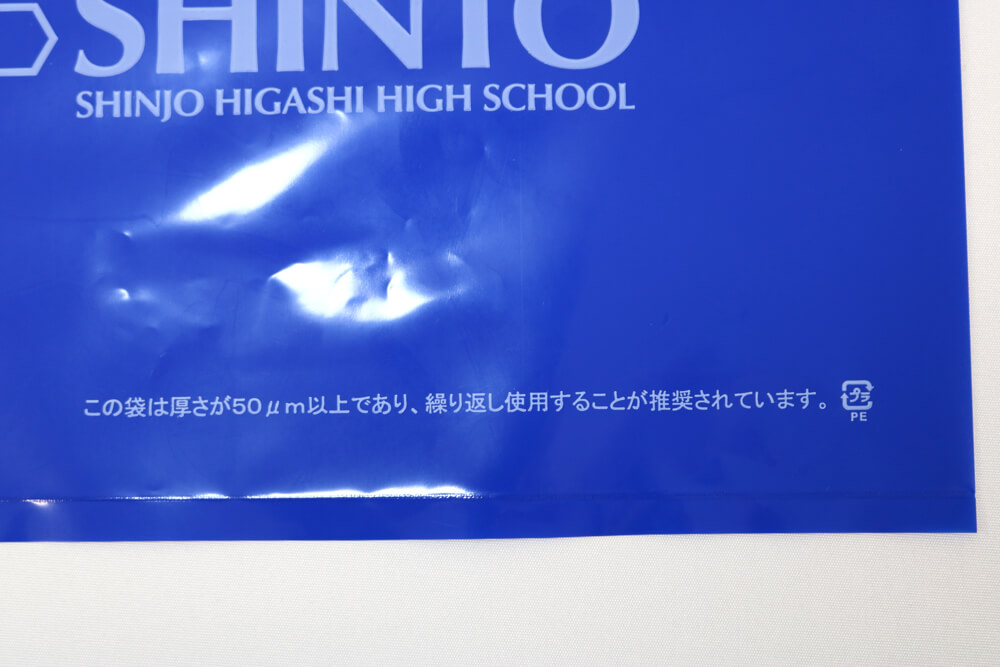 SHINTO
SHINJO HIGASHI HIGH SCHOOL
この袋は厚さが50μm以上であり、繰り返し使用することが推奨されています。
プラ
PE